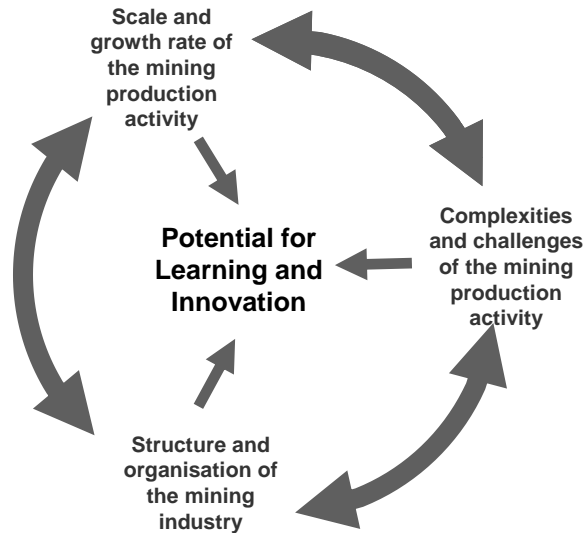 Scale and
growth rate of
the mining
production
activity
Potential for
Learning and
Innovation
Complexities
and challenges
of the mining
production
activity
Structure and
organisation of
the mining
industry